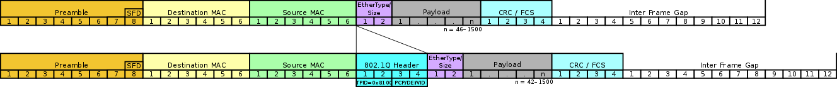 Preamble SFD Destination MAC Source MAC EtherType/ Size Payload CRC / FCS Inter Frame Gap
1 2 3 4 5 6 7 8 1 2 3 4 5 6 1 2 3 4 5 6 1 2 1 . . . n 1 2 3 4 1 2 3 4 5 6 7 8 9 10 11 12
n = 46-1500
Preamble SFD Destination MAC Source MAC 802.1Q Header EtherType/ Size Payload CRC / FCS Inter Frame Gap
1 2 3 4 5 6 7 8 1 2 3 4 5 6 1 2 3 4 5 6 1 2 3 4 1 2 1 . . . n 1 2 3 4 1 2 3 4 5 6 7 8 9 10 11 12
TPID=0x8100 PCP/DEI/VID n = 42-1500